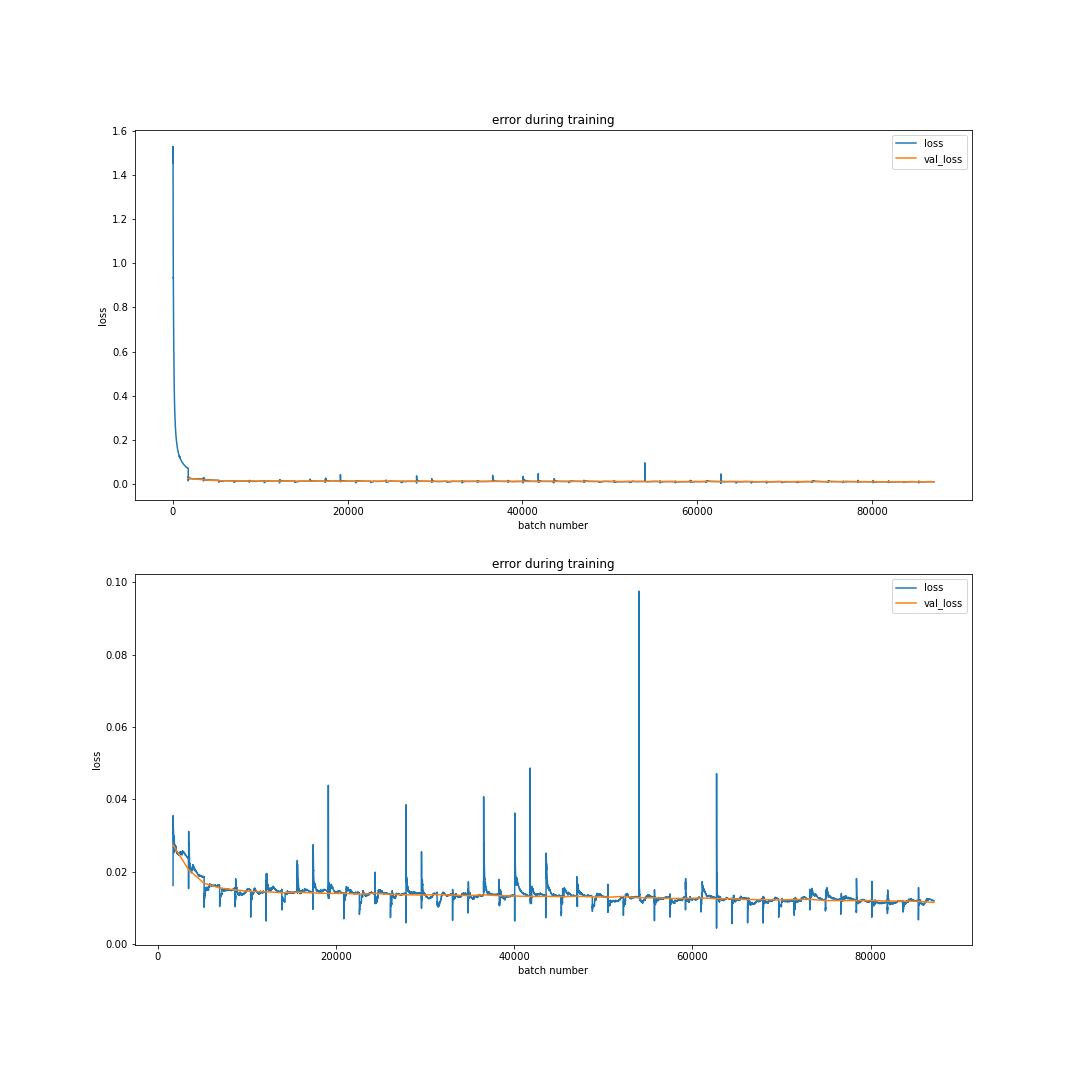 error during training
1.6
1.4
1.2
1.0
0.8
0.6
0.4
0.2
0.0
loss
loss
val_loss
0 20000 40000 60000 80000
batch number
error during training
0.10
0.08
0.06
0.04
0.02
0.00
loss
loss
val_loss
0 20000 40000 60000 80000
batch number